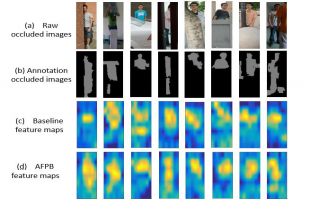 (a) Raw
occluded images
(b) Annotation
occluded images
(c) Baseline
feature maps
(d) AFPB
feature maps